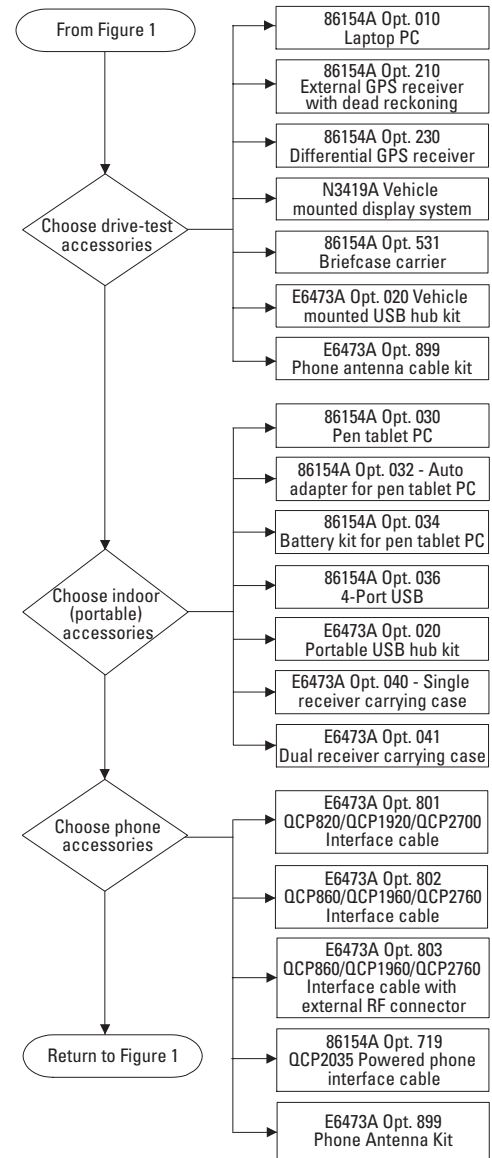 From Figure 1
86154A Opt. 010
Laptop PC
86154A Opt. 210
External GPS receiver
with dead reckoning
86154A Opt. 230
Differential GPS receiver
N3419A Vehicle
mounted display system
Choose drive-test
accessories
86154A Opt. 531
Briefcase carrier
E6473A Opt. 020 Vehicle
mounted USB hub kit
E6473A Opt. 899
Phone antenna cable kit
86154A Opt. 030
Pen tablet PC
86154A Opt. 032 - Auto
adapter for pen tablet PC
86154A Opt. 034
Battery kit for pen tablet PC
Choose indoor
(portable)
accessories
86154A Opt. 036
4-Port USB
E6473A Opt. 020
Portable USB hub kit
E6473A Opt. 040 - Single
receiver carrying case
E6473A Opt. 041
Dual receiver carrying case
Choose phone
accessories
E6473A Opt. 801
QCP820/QCP1920/QCP2700
Interface cable
E6473A Opt. 802
QCP860/QCP1960/QCP2760
Interface cable
E6473A Opt. 803
QCP860/QCP1960/QCP2760
Interface cable with
external RF connector
Return to Figure 1
86154A Opt. 719
QCP2035 Powered phone
interface cable
E6473A Opt. 899
Phone Antenna Kit